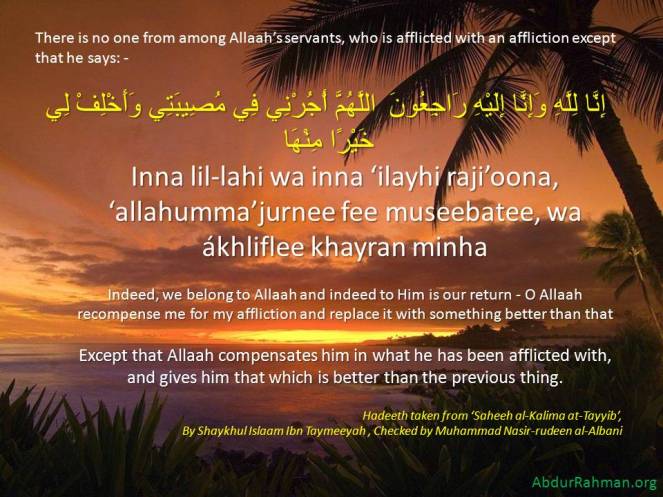 There is no one from among Allaah's servants, who is afflicted with an affliction except
that he says: -
إِنَّا لِلَّهِ وَإِنَّا إِلَيْهِ رَاجِعُونَ اللَّهُمَّ أْجُرْنِي فِي مُصِيبَتِي وَأَخْلِفْ لِي
خَيْرًا مِنْهَا
Inna lil-lahi wa inna ‘ilayhi raji’oona,
‘allahumma’jurnee fee museebatee, wa
ákhliflee khayran minha
Indeed, we belong to Allaah and indeed to Him is our return - O Allaah
recompense me for my affliction and replace it with something better than that
Except that Allaah compensates him in what he has been afflicted with,
and gives him that which is better than the previous thing.
Hadeeth taken from ‘Saheeh al-Kalima at-Tayyib’,
By Shaykhul Islaam Ibn Taymeeyah , Checked by Muhammad Nasir-rudeen al-Albani
AbdurRahman.org